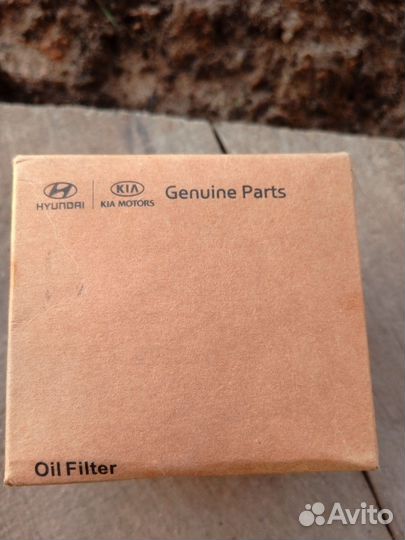 HYUNDAI
KIA
KIA MOTORS
Genuine Parts
Oil Filter
Avito